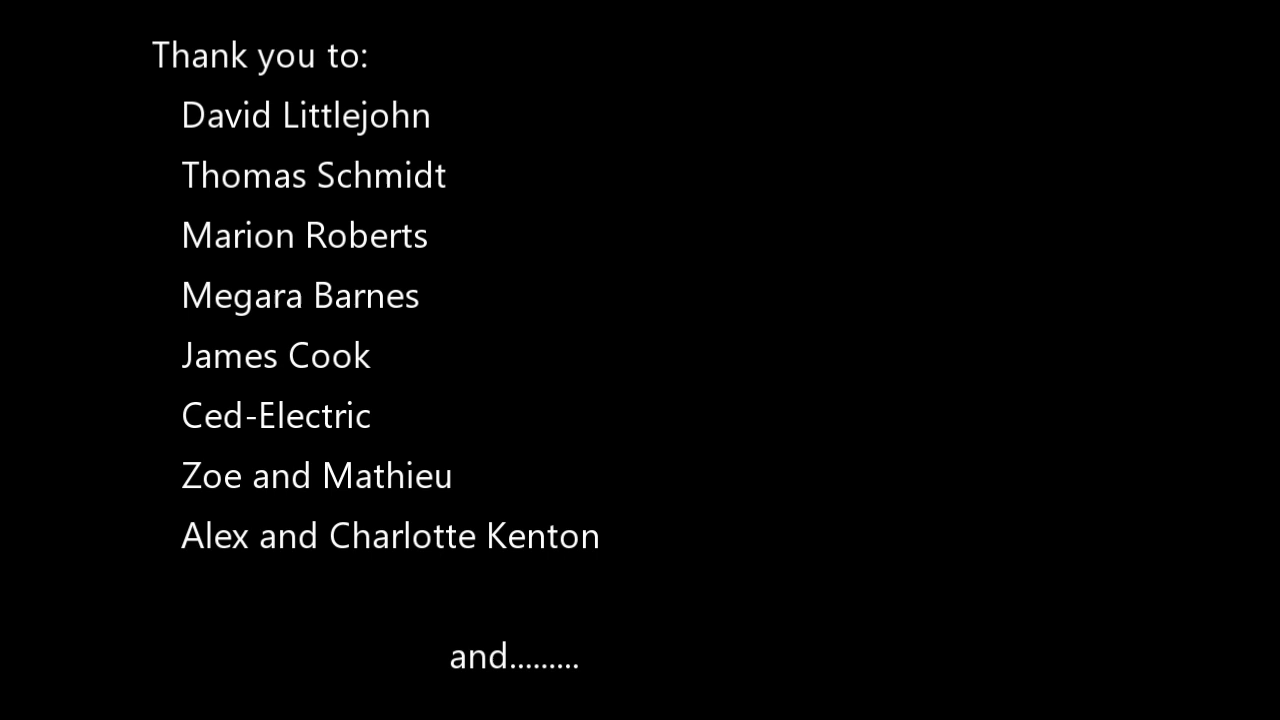 Thank you to:
David Littlejohn
Thomas Schmidt
Marion Roberts
Megara Barnes
James Cook
Ced-Electric
Zoe and Mathieu
Alex and Charlotte Kenton
and.........